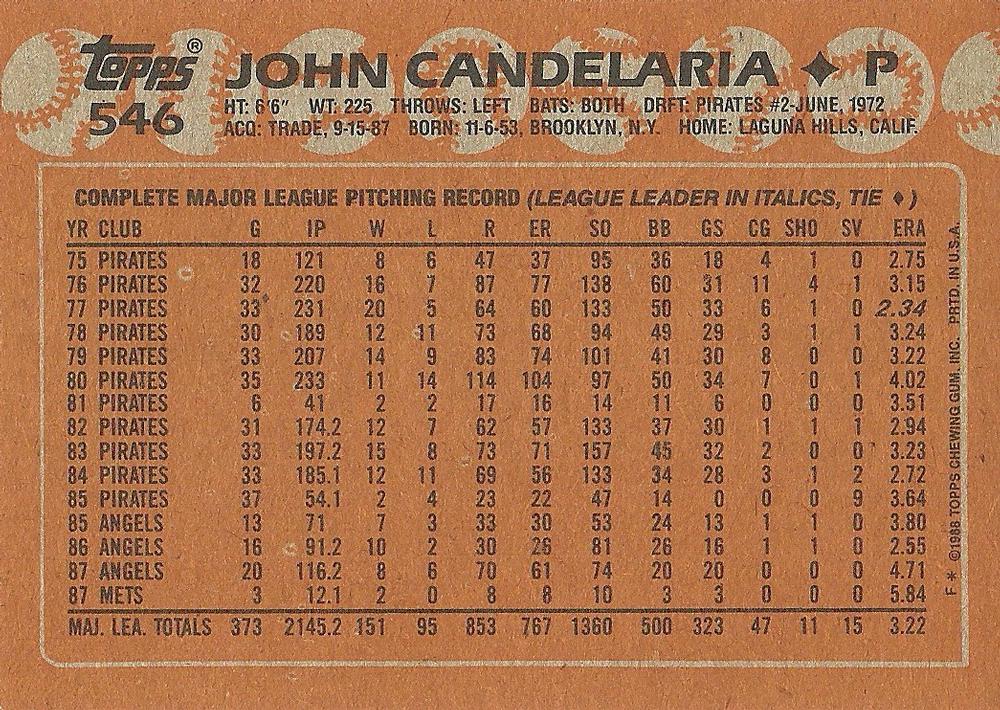 topps® JOHN CANDELARIA ✦ P
546 HT: 6'6" WT: 225 THROWS: LEFT BATS: BOTH DRFT: PIRATES #2-JUNE, 1972
ACQ: TRADE, 9-15-87 BORN: 11-6-53, BROOKLYN, N.Y. HOME: LAGUNA HILLS, CALIF.
COMPLETE MAJOR LEAGUE PITCHING RECORD (LEAGUE LEADER IN ITALICS, TIE ♦)
YR CLUB G IP W L R ER SO BB GS CG SHO SV ERA
75 PIRATES 18 121 8 6 47 37 95 36 18 4 1 0 2.75
76 PIRATES 32 220 16 7 87 77 138 60 31 11 4 1 3.15
77 PIRATES 33 231 20 5 64 60 133 50 33 6 1 0 2.34
78 PIRATES 30 189 12 11 73 68 94 49 29 3 1 1 3.24
79 PIRATES 33 207 14 9 83 74 101 41 30 8 0 0 3.22
80 PIRATES 35 233 11 14 114 104 97 50 34 7 0 1 4.02
81 PIRATES 6 41 2 2 17 16 14 11 6 0 0 0 3.51
82 PIRATES 31 174.2 12 7 62 57 133 37 30 1 1 1 2.94
83 PIRATES 33 197.2 15 8 73 71 157 45 32 2 0 0 3.23
84 PIRATES 33 185.1 12 11 69 56 133 34 28 3 1 2 2.72
85 PIRATES 37 54.1 2 4 23 22 47 14 0 0 0 9 3.64
85 ANGELS 13 71 7 3 33 30 53 24 13 1 1 0 3.80
86 ANGELS 16 91.2 10 2 30 26 81 26 16 1 1 0 2.55
87 ANGELS 20 116.2 8 6 70 61 74 20 20 0 0 0 4.71
87 METS 3 12.1 2 0 8 8 10 3 3 0 0 0 5.84
MAJ. LEA. TOTALS 373 2145.2 151 95 853 767 1360 500 323 47 11 15 3.22
F * ©1988 TOPPS CHEWING GUM, INC. PRTD. IN U.S.A.